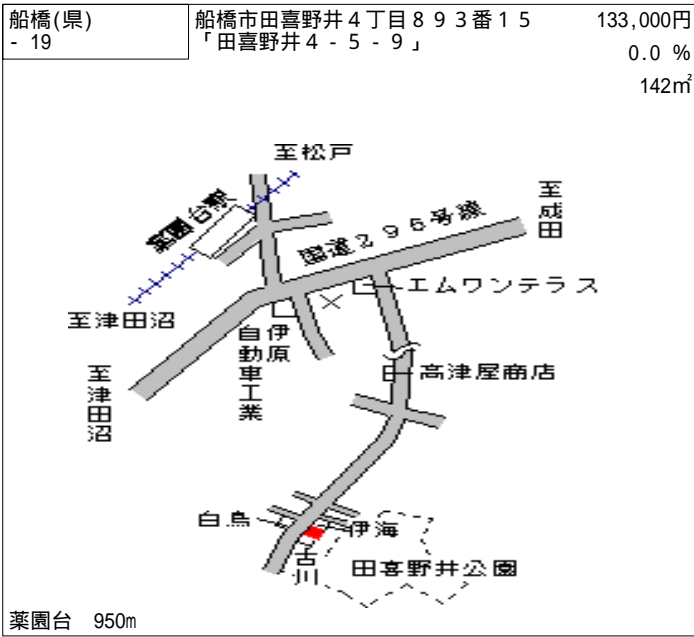 船橋(県)
- 19
船橋市田喜野井４丁目８９３番１５
「田喜野井４‐５‐９」
133,000円
0.0 %
142㎡
至松戸
薬園台駅
国道２９６号線
至成田
エムワンテラス
至津田沼
伊原自動車工業
至津田沼
高津屋商店
白鳥
伊海
古川
田喜野井公園
薬園台　950m